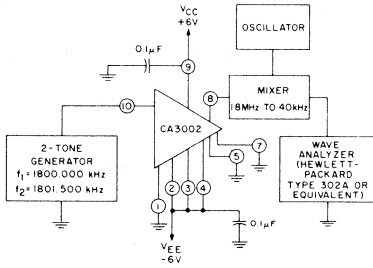 VCC
+6V
OSCILLATOR
0.1µF
9
MIXER
1.8MHz TO 40kHz
8
10
CA3002
7
5
2-TONE
GENERATOR
f1=1800.000 kHz
f2=1801.500 kHz
WAVE
ANALYZER
(HEWLETT-
PACKARD
TYPE 302A OR
EQUIVALENT)
1
2
3
4
0.1µF
VEE
-6V